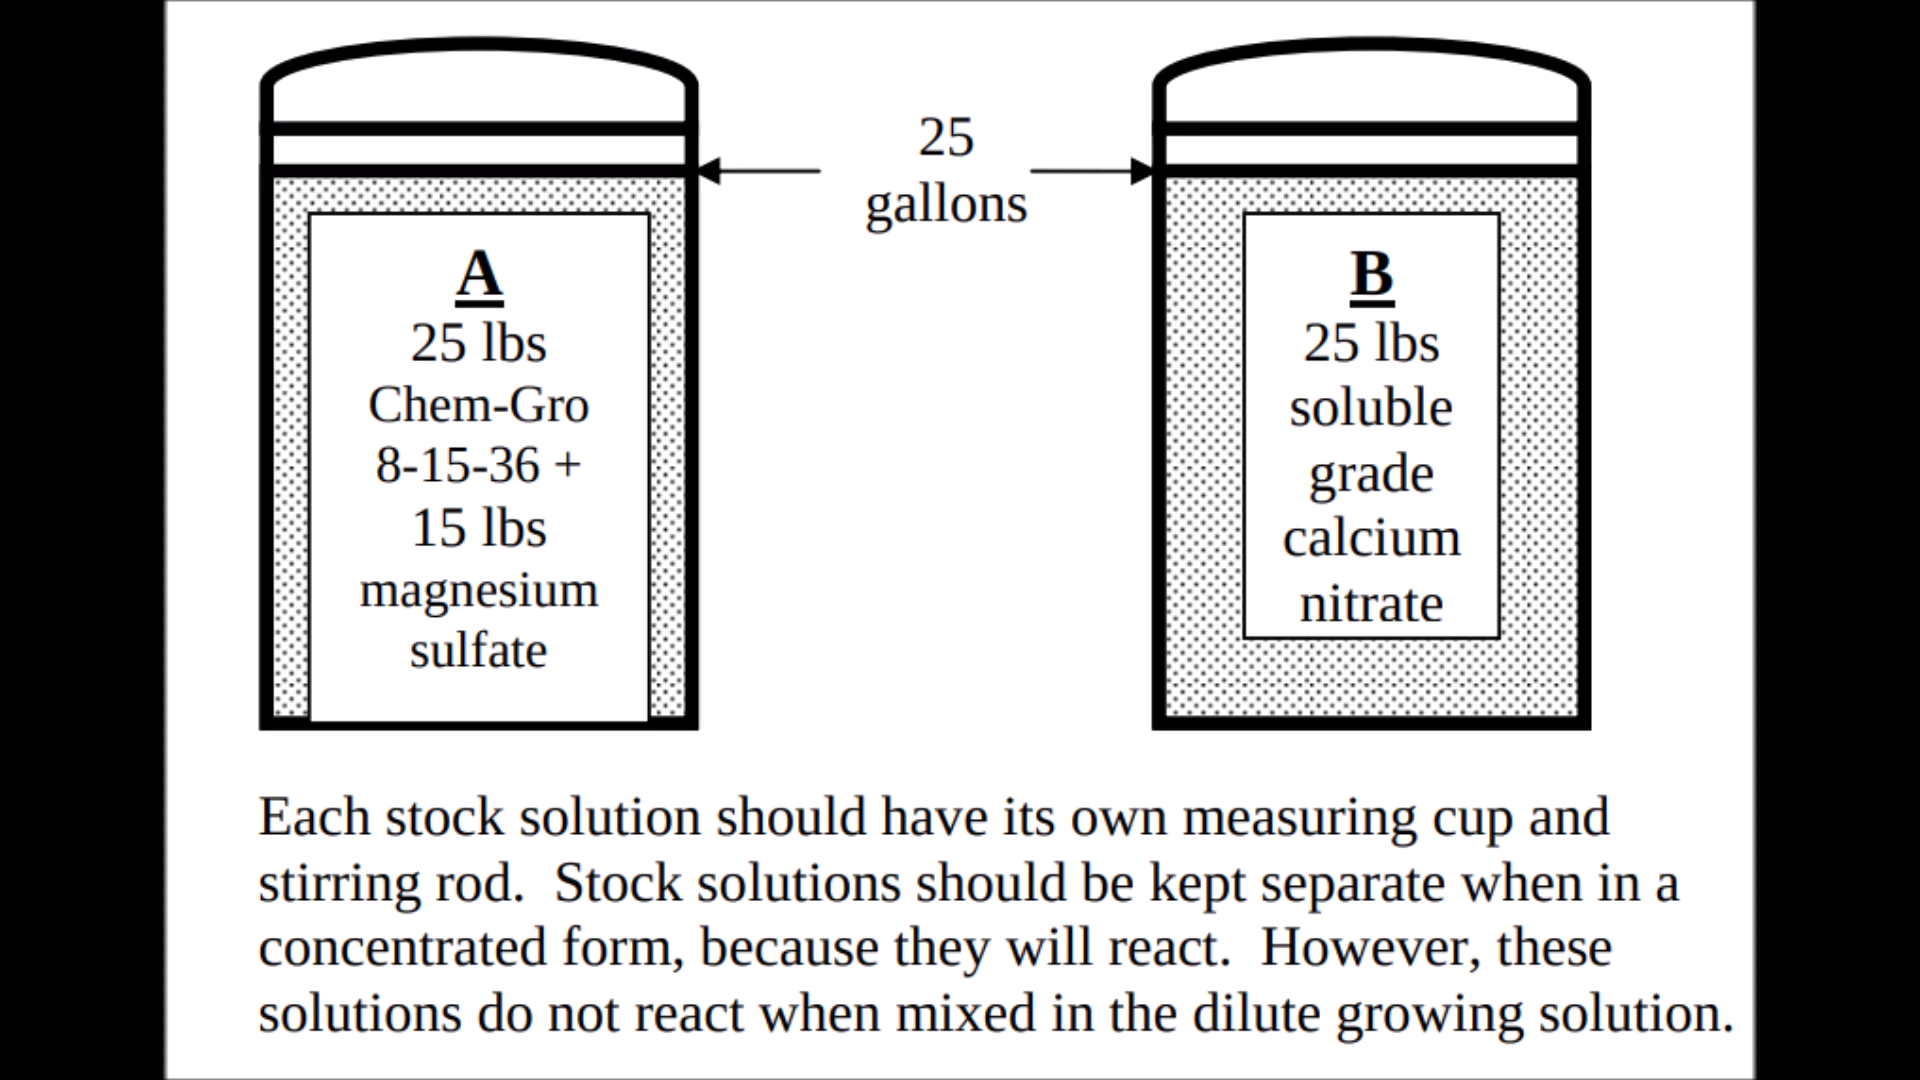 25
gallons
A
25 lbs
Chem-Gro
8-15-36 +
15 lbs
magnesium
sulfate
B
25 lbs
soluble
grade
calcium
nitrate
Each stock solution should have its own measuring cup and
stirring rod.  Stock solutions should be kept separate when in a
concentrated form, because they will react.  However, these
solutions do not react when mixed in the dilute growing solution.